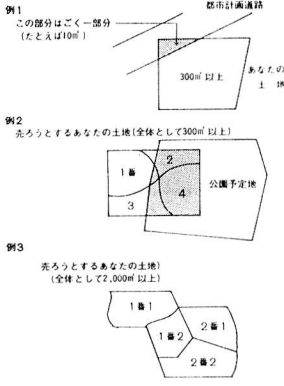 例1
都市計画道路
この部分はごく一部分
(たとえば10㎡)
300㎡以上
あなたの
土地
例2
売ろうとするあなたの土地(全体として300㎡以上)
1番
2
3
4
公園予定地
例3
売ろうとするあなたの土地)
(全体として2,000㎡以上)
1番1
1番2
2番1
2番2